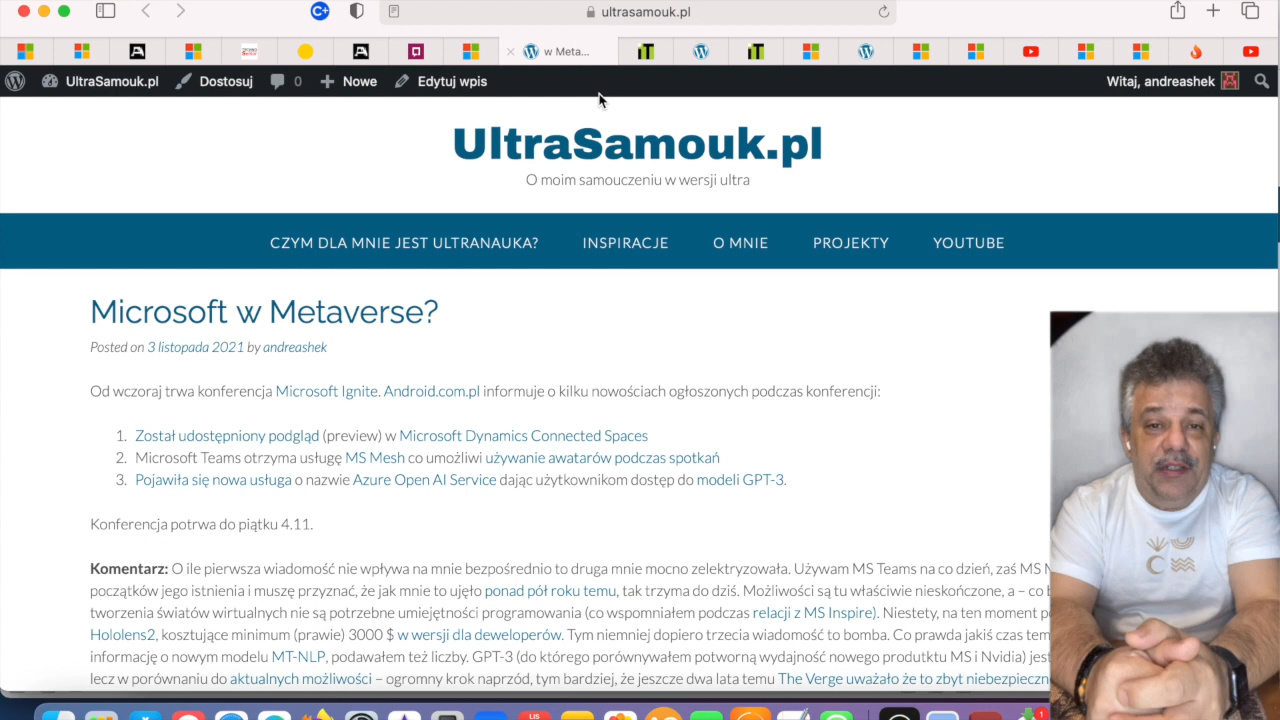 ultrasamouk.pl
w Meta...
UltraSamouk.pl Dostosuj 0 Nowe Edytuj wpis Witaj, andreashek
UltraSamouk.pl
O moim samouczeniu w wersji ultra
CZYM DLA MNIE JEST ULTRANAUKA? INSPIRACJE O MNIE PROJEKTY YOUTUBE
Microsoft w Metaverse?
Posted on 3 listopada 2021 by andreashek
Od wczoraj trwa konferencja Microsoft Ignite. Android.com.pl informuje o kilku nowościach ogłoszonych podczas konferencji:
1. Został udostępniony podgląd (preview) w Microsoft Dynamics Connected Spaces
2. Microsoft Teams otrzyma usługę MS Mesh co umożliwi używanie awatarów podczas spotkań
3. Pojawiła się nowa usługa o nazwie Azure Open AI Service dając użytkownikom dostęp do modeli GPT-3.
Konferencja potrwa do piątku 4.11.
Komentarz: O ile pierwsza wiadomość nie wpływa na mnie bezpośrednio to druga mnie mocno zelektryzowała. Używam MS Teams na co dzień, zaś MS M
początków jego istnienia i muszę przyznać, że jak mnie to ujęło ponad pół roku temu, tak trzyma do dziś. Możliwości są tu właściwie nieskończone, a – co b
tworzenia światów wirtualnych nie są potrzebne umiejętności programowania (co wspomniałem podczas relacji z MS Inspire). Niestety, na ten moment p
Hololens2, kosztujące minimum (prawie) 3000 $ w wersji dla deweloperów. Tym niemniej dopiero trzecia wiadomość to bomba. Co prawda jakiś czas tem
informację o nowym modelu MT-NLP, podawałem też liczby. GPT-3 (do którego porównywałem potworną wydajność nowego produtktu MS i Nvidia) jest
lecz w porównaniu do aktualnych możliwości – ogromny krok naprzód, tym bardziej, że jeszcze dwa lata temu The Verge uważało że to zbyt niebezpieczn
LIS
1